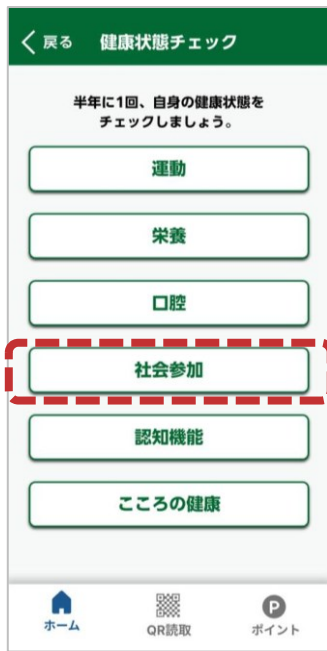 戻る 健康状態チェック
半年に1回、自身の健康状態を
チェックしましょう。
運動
栄養
口腔
社会参加
認知機能
こころの健康
P
ホーム QR読取 ポイント